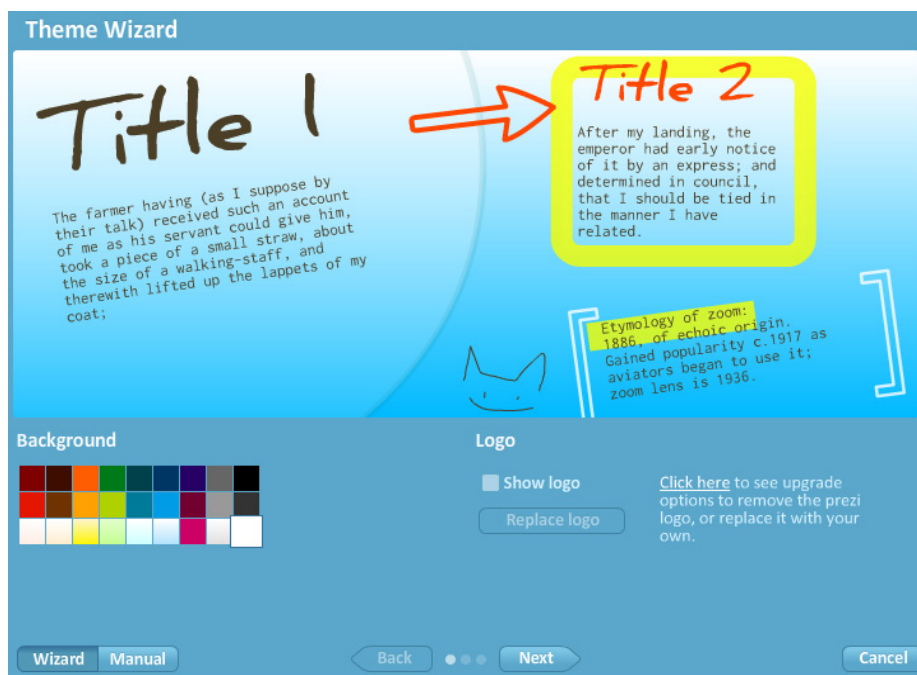 Theme Wizard
Title 1
The farmer having (as I suppose by
their talk) received such an account
of me as his servant could give him,
took a piece of a small straw, about
the size of a walking-staff, and
therewith lifted up the lappets of my
coat;
Title 2
After my landing, the
emperor had early notice
of it by an express; and
determined in council,
that I should be tied in
the manner I have
related.
Etymology of zoom:
1886, of echoic origin.
Gained popularity c.1917 as
aviators began to use it;
zoom lens is 1936.
Background
Logo
Show logo
Replace logo
Click here to see upgrade
options to remove the prezi
logo, or replace it with your
own.
Wizard
Manual
Back
Next
Cancel